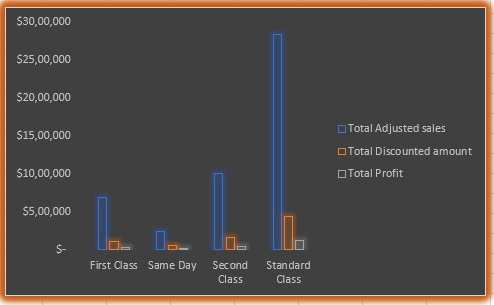 $30,00,000
$25,00,000
$20,00,000
$15,00,000
$10,00,000
$5,00,000
$-
First Class
Same Day
Second
Class
Standard
Class
Total Adjusted sales
Total Discounted amount
Total Profit